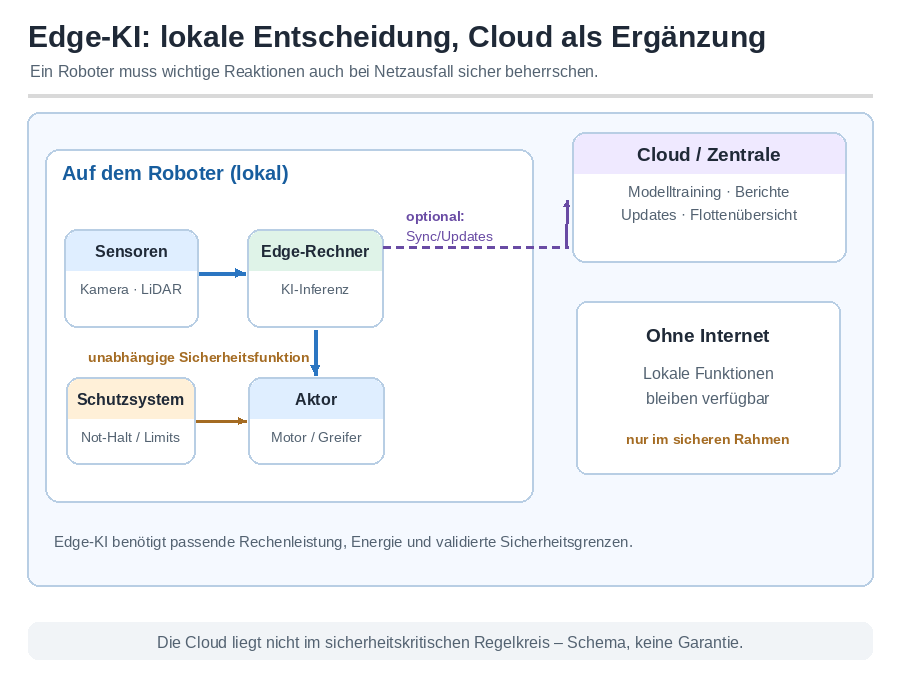 Edge-KI: lokale Entscheidung, Cloud als Ergänzung
Ein Roboter muss wichtige Reaktionen auch bei Netzausfall sicher beherrschen.
Auf dem Roboter (lokal)
Sensoren
Kamera · LiDAR
Edge-Rechner
KI-Inferenz
optional:
Sync/Updates
unabhängige Sicherheitsfunktion
Schutzsystem
Not-Halt / Limits
Aktor
Motor / Greifer
Cloud / Zentrale
Modelltraining · Berichte
Updates · Flottenübersicht
Ohne Internet
Lokale Funktionen
bleiben verfügbar
nur im sicheren Rahmen
Edge-KI benötigt passende Rechenleistung, Energie und validierte Sicherheitsgrenzen.
Die Cloud liegt nicht im sicherheitskritischen Regelkreis – Schema, keine Garantie.